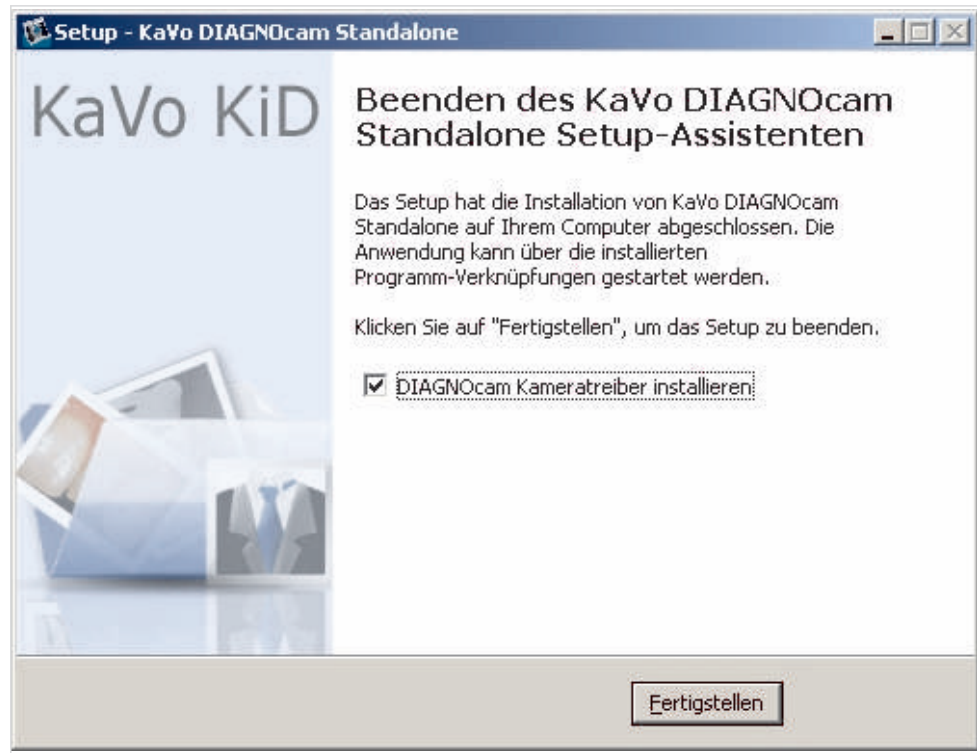 Setup - KaVo DIAGNOcam Standalone
KaVo KiD
Beenden des KaVo DIAGNOcam
Standalone Setup-Assistenten
Das Setup hat die Installation von KaVo DIAGNOcam
Standalone auf Ihrem Computer abgeschlossen. Die
Anwendung kann über die installierten
Programm-Verknüpfungen gestartet werden.
Klicken Sie auf "Fertigstellen", um das Setup zu beenden.
DIAGNOcam Kameratreiber installieren
Fertigstellen